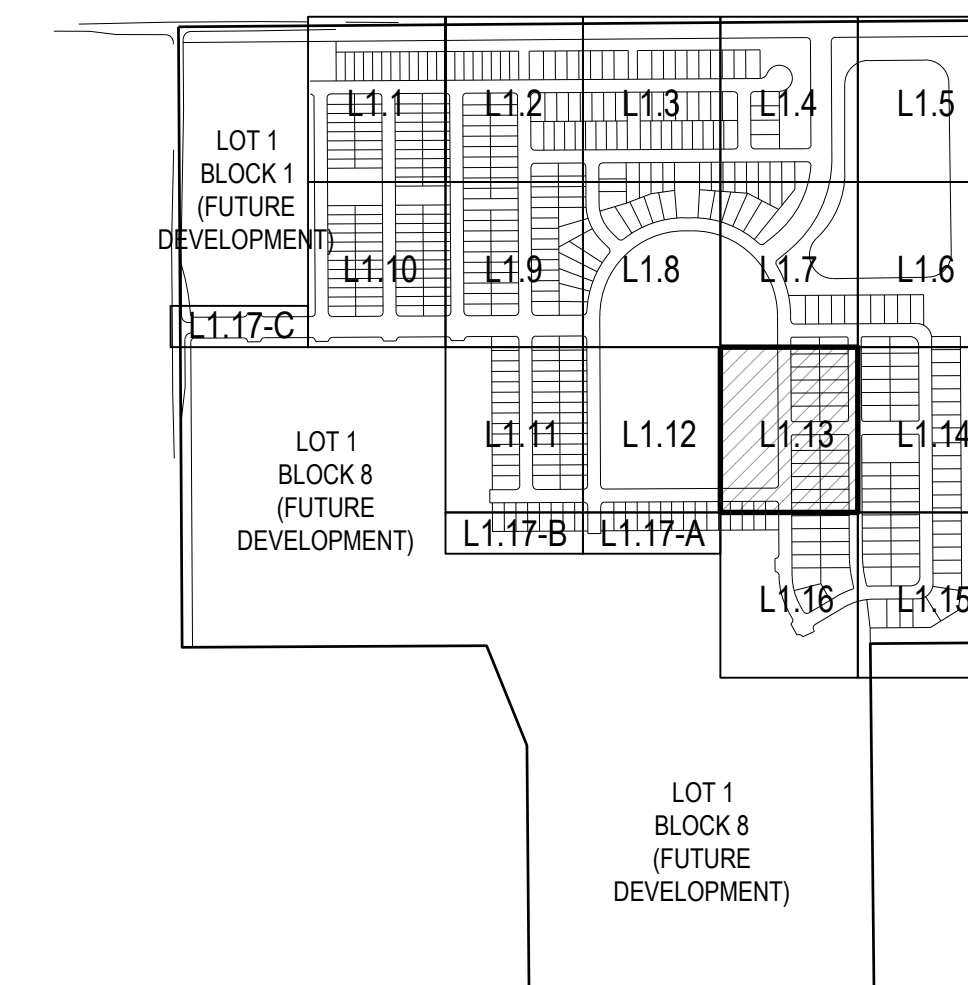 L1.1
L1.2
L1.3
L1.4
L1.5
LOT 1
BLOCK 1
(FUTURE
DEVELOPMENT)
L1.10
L1.9
L1.8
L1.7
L1.6
L1.17-C
L1.11
L1.12
L1.13
L1.14
LOT 1
BLOCK 8
(FUTURE
DEVELOPMENT)
L1.17-B
L1.17-A
L1.16
L1.15
LOT 1
BLOCK 8
(FUTURE
DEVELOPMENT)